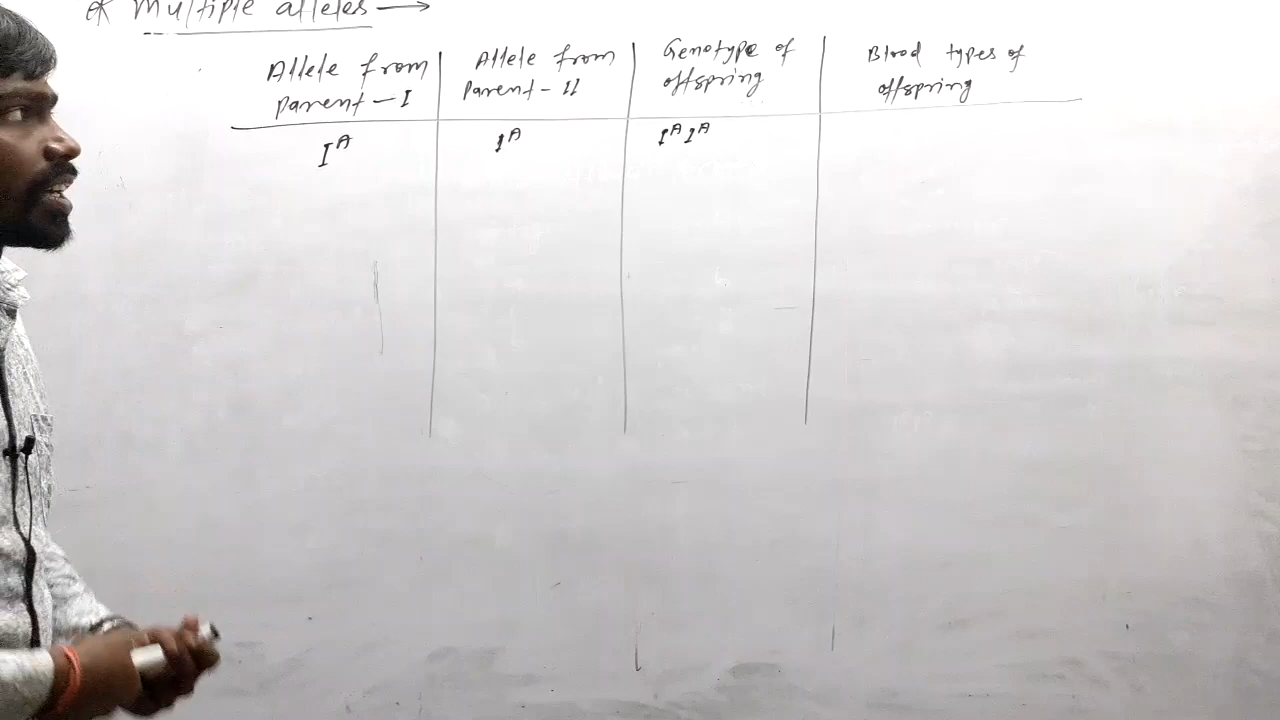 * Multiple alleles →
Allele from Parent - I
Allele from Parent - II
Genotype of offspring
Blood types of offspring
I^A
I^A
I^A I^A